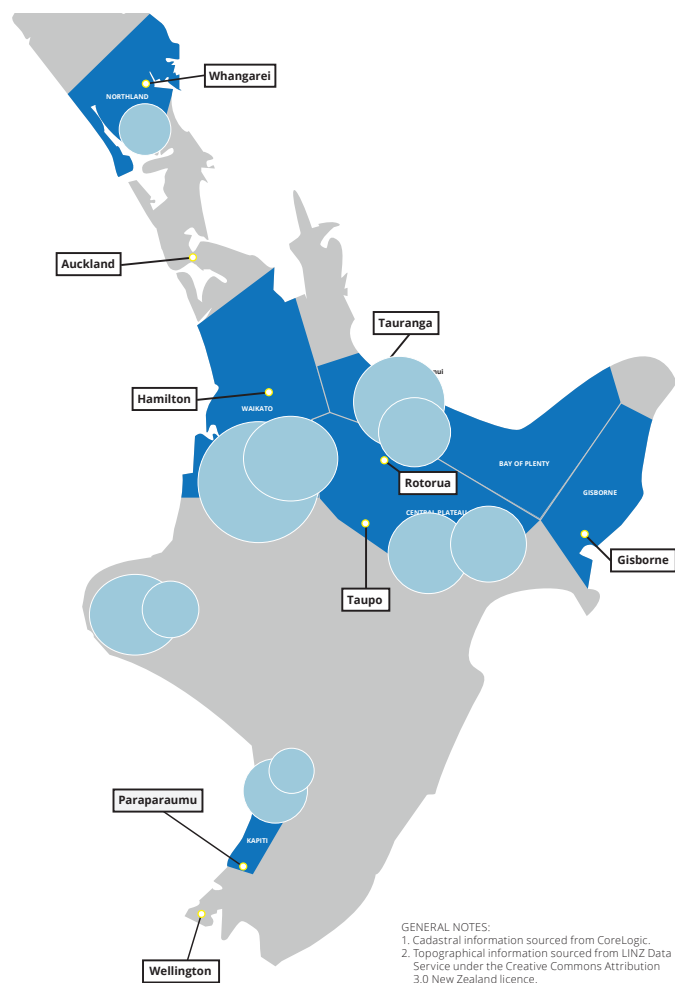 Whangarei
NORTHLAND
Auckland
Tauranga
Hamilton
WAIKATO
BAY OF PLENTY
Rotorua
GISBORNE
CENTRAL PLATEAU
Gisborne
Taupo
Paraparaumu
KAPITI
Wellington
GENERAL NOTES:
1. Cadastral information sourced from CoreLogic.
2. Topographical information sourced from LINZ Data
Service under the Creative Commons Attribution
3.0 New Zealand licence.